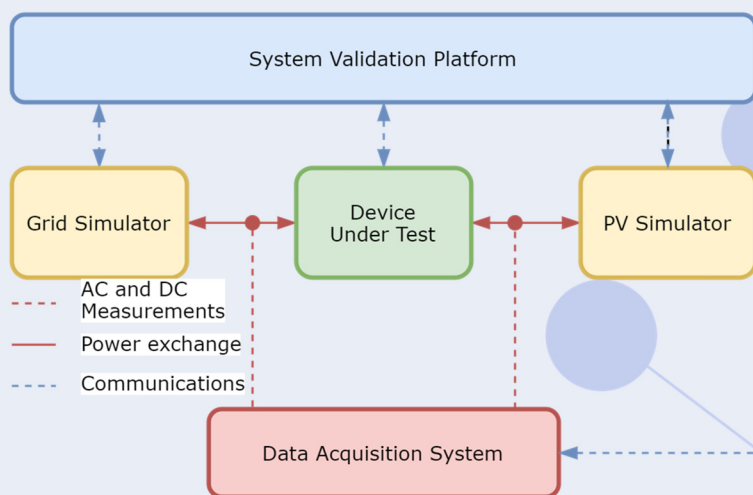 System Validation Platform
Grid Simulator
Device
Under Test
PV Simulator
AC and DC
Measurements
Power exchange
Communications
Data Acquisition System